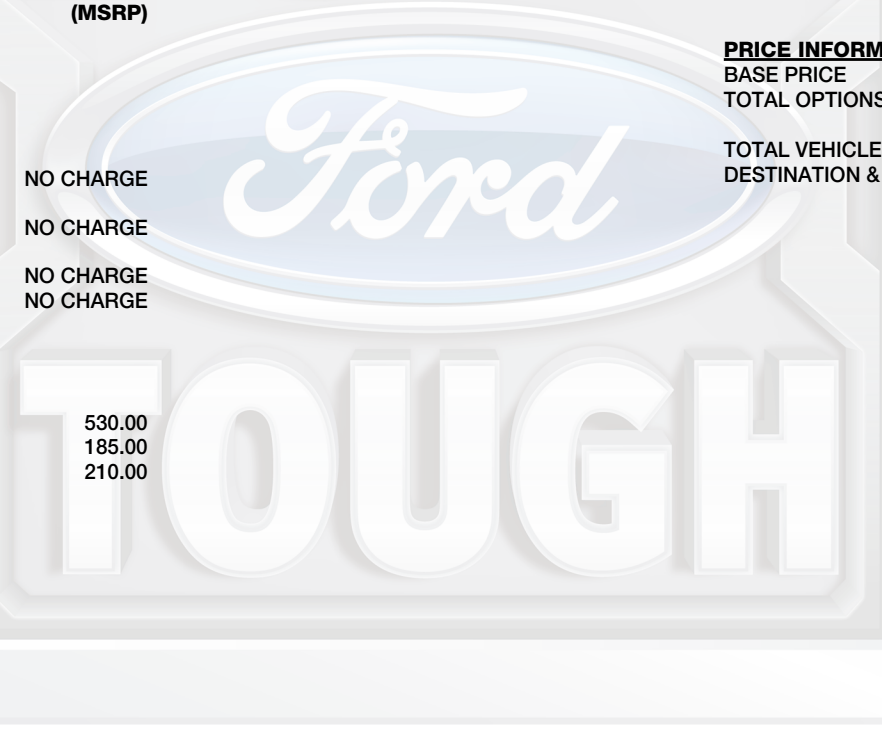 (MSRP)
NO CHARGE
NO CHARGE
NO CHARGE
NO CHARGE
530.00
185.00
210.00
PRICE INFORM
BASE PRICE
TOTAL OPTIONS
TOTAL VEHICLE
DESTINATION &
Ford
TOUGH